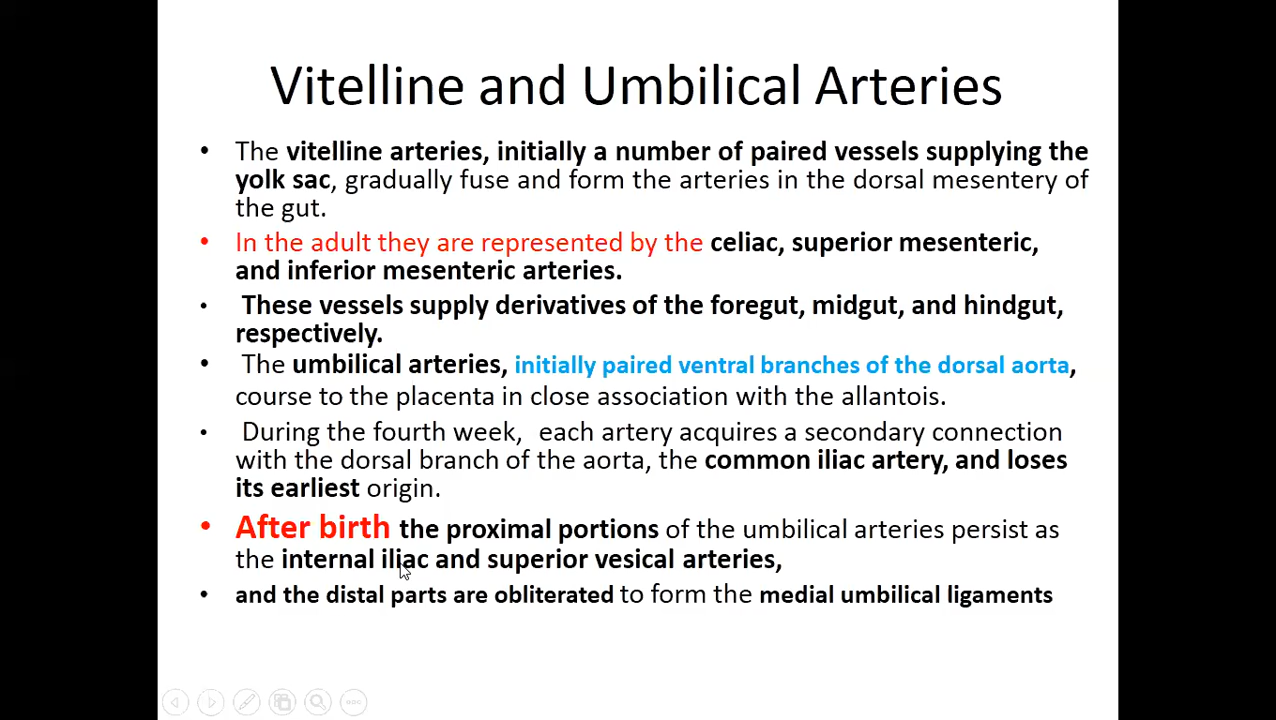 Vitelline and Umbilical Arteries
• The vitelline arteries, initially a number of paired vessels supplying the
yolk sac, gradually fuse and form the arteries in the dorsal mesentery of
the gut.
• In the adult they are represented by the celiac, superior mesenteric,
and inferior mesenteric arteries.
• These vessels supply derivatives of the foregut, midgut, and hindgut,
respectively.
• The umbilical arteries, initially paired ventral branches of the dorsal aorta,
course to the placenta in close association with the allantois.
• During the fourth week, each artery acquires a secondary connection
with the dorsal branch of the aorta, the common iliac artery, and loses
its earliest origin.
• After birth the proximal portions of the umbilical arteries persist as
the internal iliac and superior vesical arteries,
• and the distal parts are obliterated to form the medial umbilical ligaments